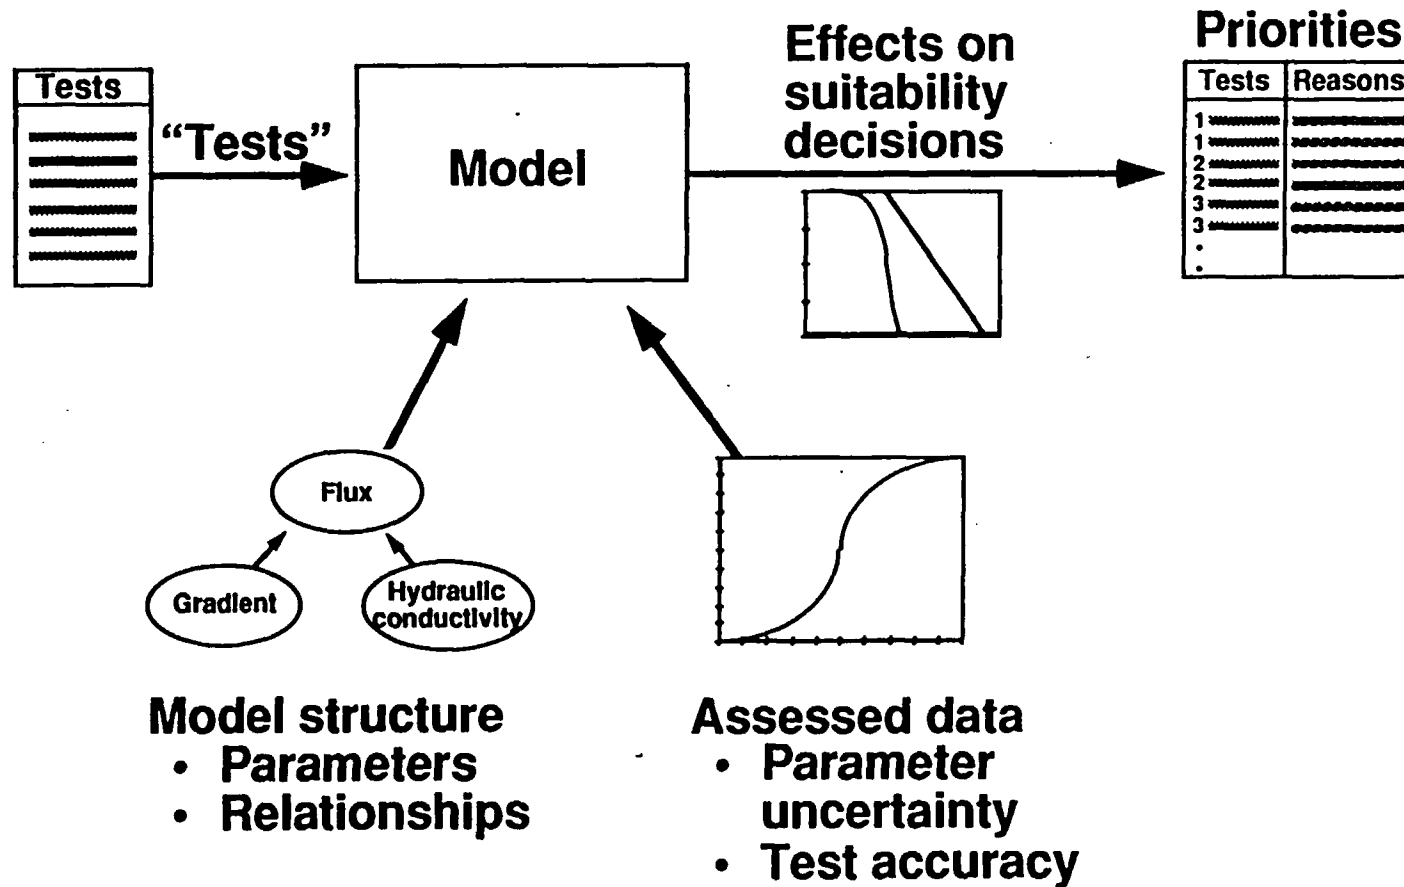 Tests
“Tests”
Model
Effects on
suitability
decisions
Priorities
Tests Reasons
1
1
2
2
3
3
Flux
Gradient
Hydraulic
conductivity
Model structure
• Parameters
• Relationships
Assessed data
• Parameter
uncertainty
• Test accuracy